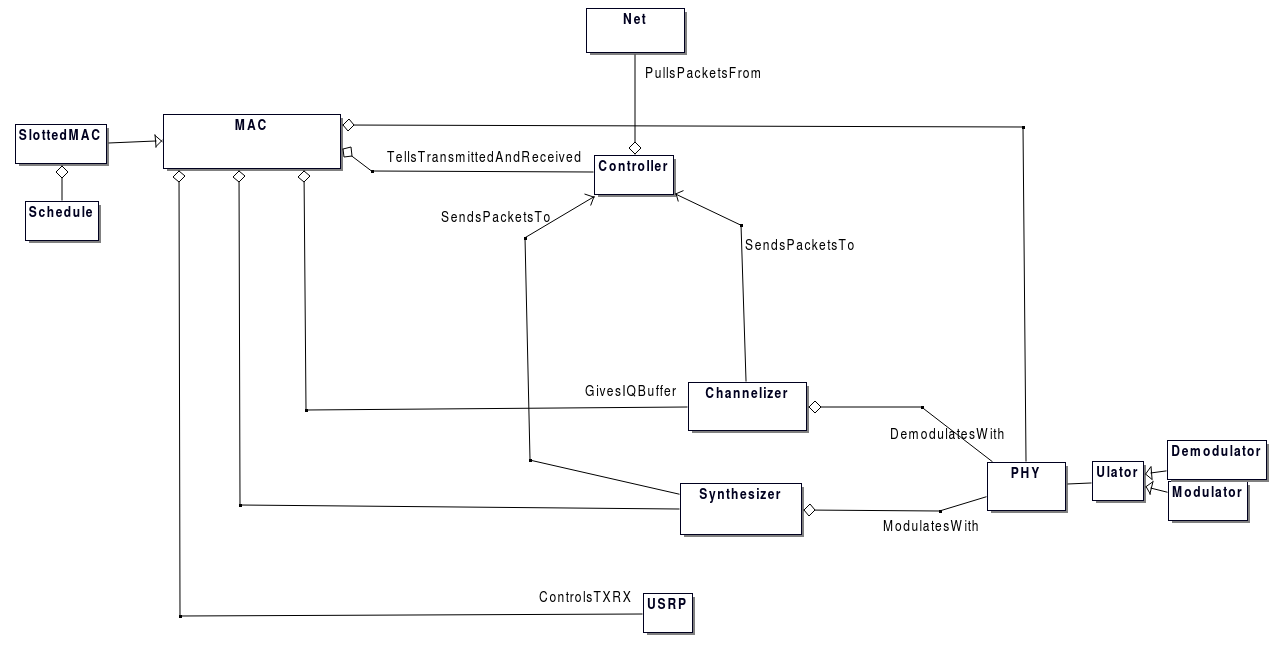 Net
PullsPacketsFrom
MAC
SlottedMAC
TellsTransmittedAndReceived
Controller
Schedule
SendsPacketsTo
SendsPacketsTo
GivesIQBuffer
Channelizer
DemodulatesWith
Demodulator
PHY
Ulator
Modulator
Synthesizer
ModulatesWith
ControlsTXRX
USRP